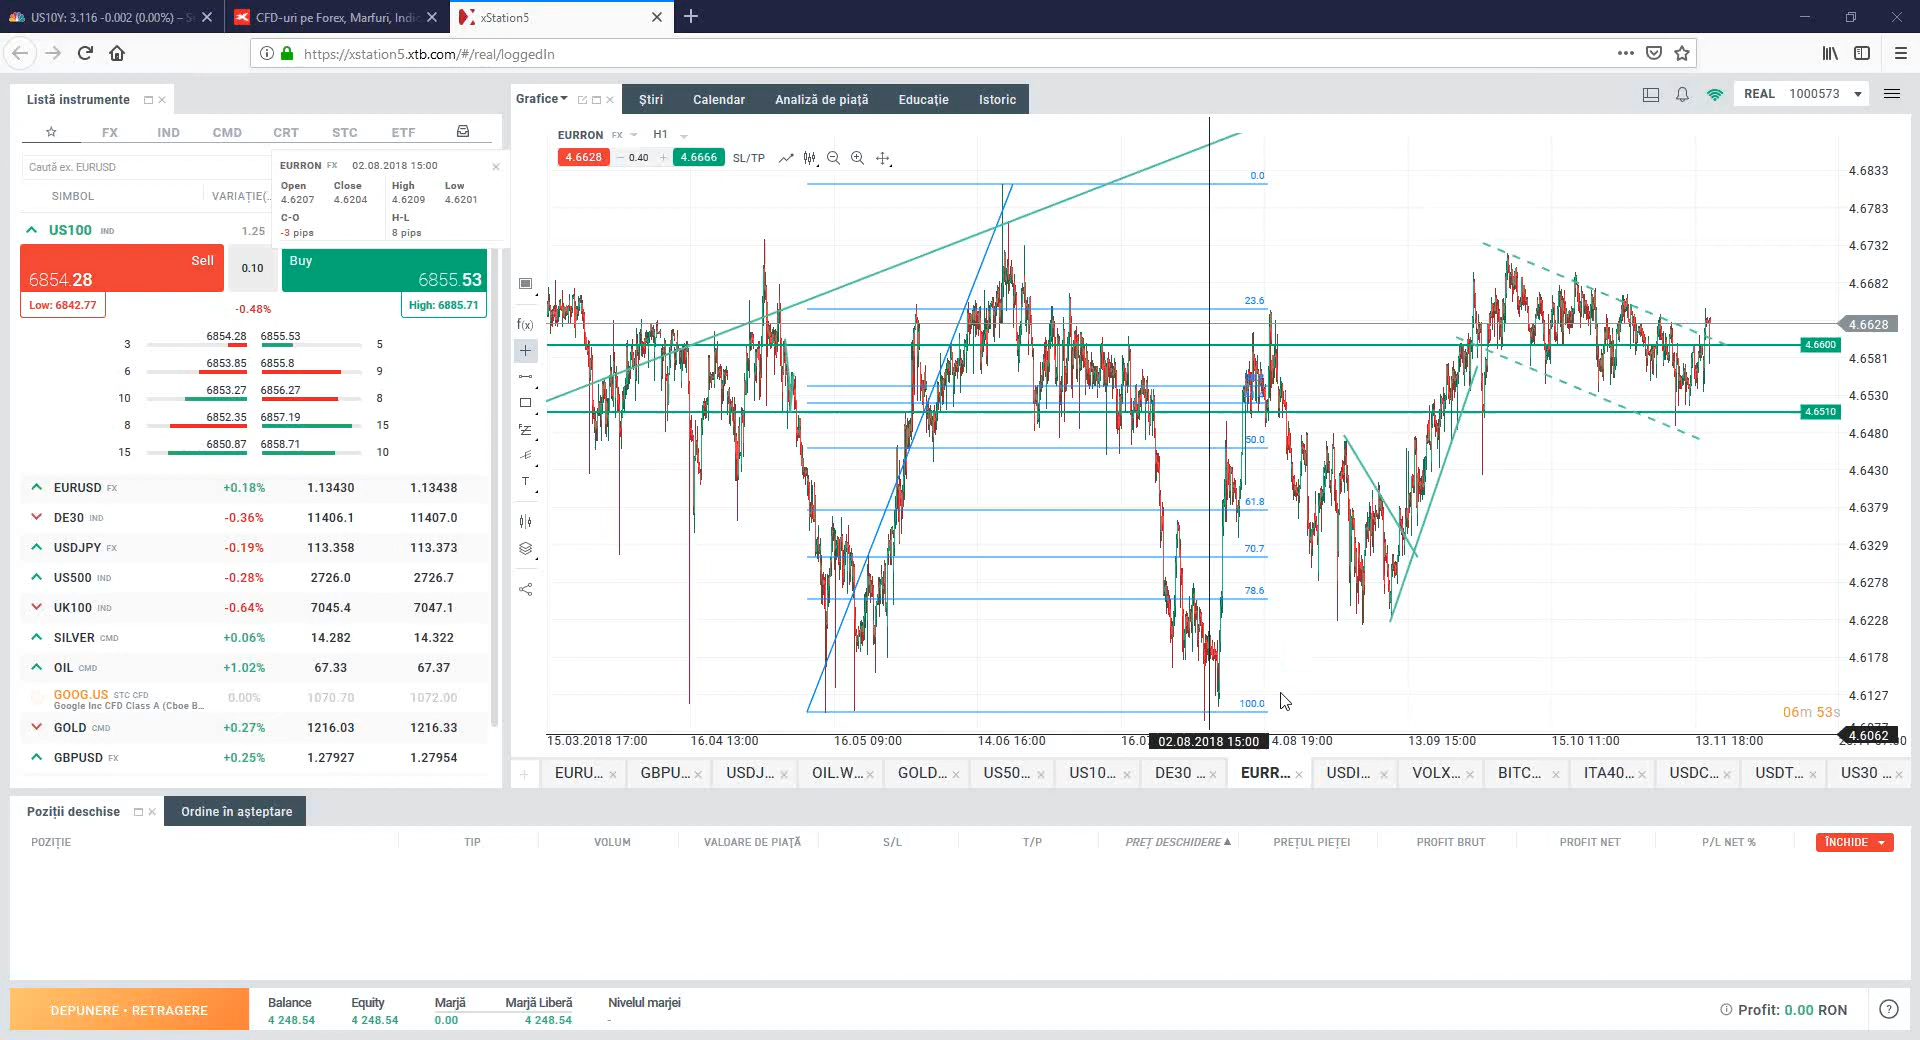 US10Y: 3.116 -0.002 (0.00%) – S
CFD-uri pe Forex, Marfuri, Indic
xStation5
https://xstation5.xtb.com/#/real/loggedIn
Listă instrumente
FX IND CMD CRT STC ETF
Caută ex. EURUSD
SIMBOL VARIAȚIE(...
EURRON FX 02.08.2018 15:00
Open Close High Low
4.6207 4.6204 4.6209 4.6201
C-O H-L
-3 pips 8 pips
US100 IND 1.25
Sell 0.10 Buy
6854.28 6855.53
Low: 6842.77 -0.48% High: 6885.71
3 6854.28 6855.53 5
6 6853.85 6855.8 9
10 6853.27 6856.27 8
8 6852.35 6857.19 15
15 6850.87 6858.71 10
EURUSD FX +0.18% 1.13430 1.13438
DE30 IND -0.36% 11406.1 11407.0
USDJPY FX -0.19% 113.358 113.373
US500 IND -0.28% 2726.0 2726.7
UK100 IND -0.64% 7045.4 7047.1
SILVER CMD +0.06% 14.282 14.322
OIL CMD +1.02% 67.33 67.37
GOOG.US STC CFD 0.00% 1070.70 1072.00
Google Inc CFD Class A (Cboe B...
GOLD CMD +0.27% 1216.03 1216.33
GBPUSD FX +0.25% 1.27927 1.27954
Grafice Știri Calendar Analiză de piață Educație Istoric
REAL 1000573
EURRON FX H1
4.6628 0.40 4.6666 SL/TP
f(x)
T
0.0
23.6
50.0
61.8
70.7
78.6
100.0
4.6833
4.6783
4.6732
4.6682
4.6628
4.6600
4.6581
4.6530
4.6510
4.6480
4.6430
4.6379
4.6329
4.6278
4.6228
4.6178
4.6127
4.6062
06m 53s
15.03.2018 17:00 16.04 13:00 16.05 09:00 14.06 16:00 16.0 02.08.2018 15:00 4.08 19:00 13.09 15:00 15.10 11:00 13.11 18:00
EURU... GBPU... USDJ... OIL.W... GOLD... US50... US10... DE30 ... EURR... USDI... VOLX... BITC... ITA40... USDC... USDT... US30 ...
Poziții deschise Ordine în așteptare
POZIȚIE TIP VOLUM VALOARE DE PIAȚĂ S/L T/P PREȚ DESCHIDERE PREȚUL PIEȚEI PROFIT BRUT PROFIT NET P/L NET % ÎNCHIDE
DEPUNERE • RETRAGERE
Balance Equity Marjă Marjă Liberă Nivelul marjei
4 248.54 4 248.54 0.00 4 248.54 -
Profit: 0.00 RON